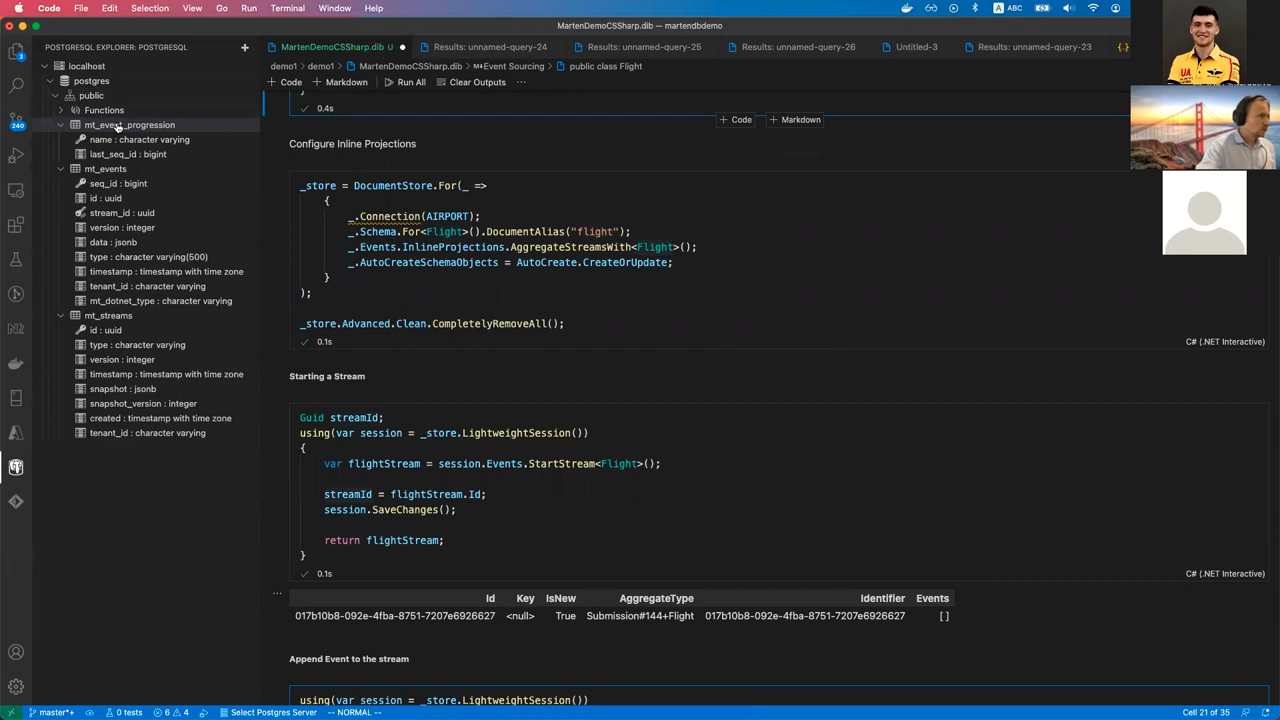 Code File Edit Selection View Go Run Terminal Window Help ABC
MartenDemoCSSharp.dib — martendbdemo
POSTGRESQL EXPLORER: POSTGRESQL
localhost
postgres
public
Functions
mt_event_progression
name : character varying
last_seq_id : bigint
mt_events
seq_id : bigint
id : uuid
stream_id : uuid
version : integer
data : jsonb
type : character varying(500)
timestamp : timestamp with time zone
tenant_id : character varying
mt_dotnet_type : character varying
mt_streams
id : uuid
type : character varying
version : integer
timestamp : timestamp with time zone
snapshot : jsonb
snapshot_version : integer
created : timestamp with time zone
tenant_id : character varying
3
240
MartenDemoCSSharp.dib U Results: unnamed-query-24 Results: unnamed-query-25 Results: unnamed-query-26 Untitled-3 Results: unnamed-query-23 {}
demo1 > demo1 > MartenDemoCSSharp.dib > Event Sourcing > public class Flight
+ Code + Markdown Run All Clear Outputs ...
}
0.4s
+ Code + Markdown
Configure Inline Projections
_store = DocumentStore.For(_ =>
{
_.Connection(AIRPORT);
_.Schema.For<Flight>().DocumentAlias("flight");
_.Events.InlineProjections.AggregateStreamsWith<Flight>();
_.AutoCreateSchemaObjects = AutoCreate.CreateOrUpdate;
}
);
_store.Advanced.Clean.CompletelyRemoveAll();
0.1s C# (.NET Interactive)
Starting a Stream
Guid streamId;
using(var session = _store.LightweightSession())
{
var flightStream = session.Events.StartStream<Flight>();
streamId = flightStream.Id;
session.SaveChanges();
return flightStream;
}
0.1s C# (.NET Interactive)
...
Id Key IsNew AggregateType Identifier Events
017b10b8-092e-4fba-8751-7207e6926627 <null> True Submission#144+Flight 017b10b8-092e-4fba-8751-7207e6926627 [ ]
Append Event to the stream
using(var session = _store.LightweightSession())
master*+ 0 tests 6 4 Select Postgres Server -- NORMAL -- Cell 21 of 35
UA